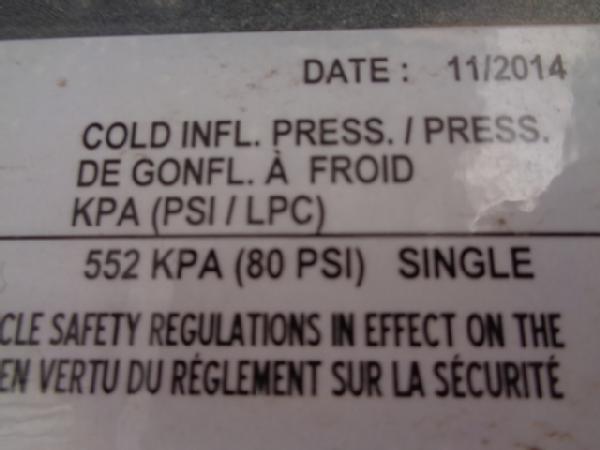 DATE : 11/2014
COLD INFL. PRESS. / PRESS.
DE GONFL. À FROID
KPA (PSI / LPC)
552 KPA (80 PSI) SINGLE
CLE SAFETY REGULATIONS IN EFFECT ON THE
EN VERTU DU RÉGLEMENT SUR LA SÉCURITÉ